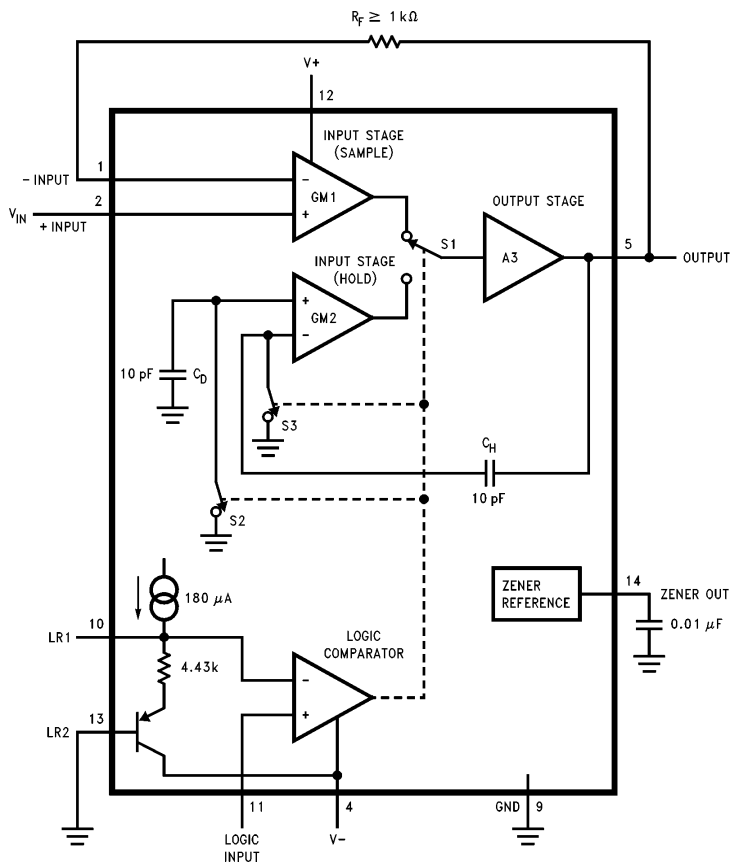 R_F ≥ 1 kΩ
V+
12
INPUT STAGE
(SAMPLE)
1
- INPUT
−
GM1
2
V_IN
+ INPUT
+
OUTPUT STAGE
S1
A3
5
OUTPUT
INPUT STAGE
(HOLD)
+
GM2
−
10 pF
C_D
S3
C_H
10 pF
S2
180 μA
ZENER
REFERENCE
14
ZENER OUT
0.01 μF
10
LR1
LOGIC
COMPARATOR
4.43k
−
+
13
LR2
11
4
GND
9
LOGIC
INPUT
V-